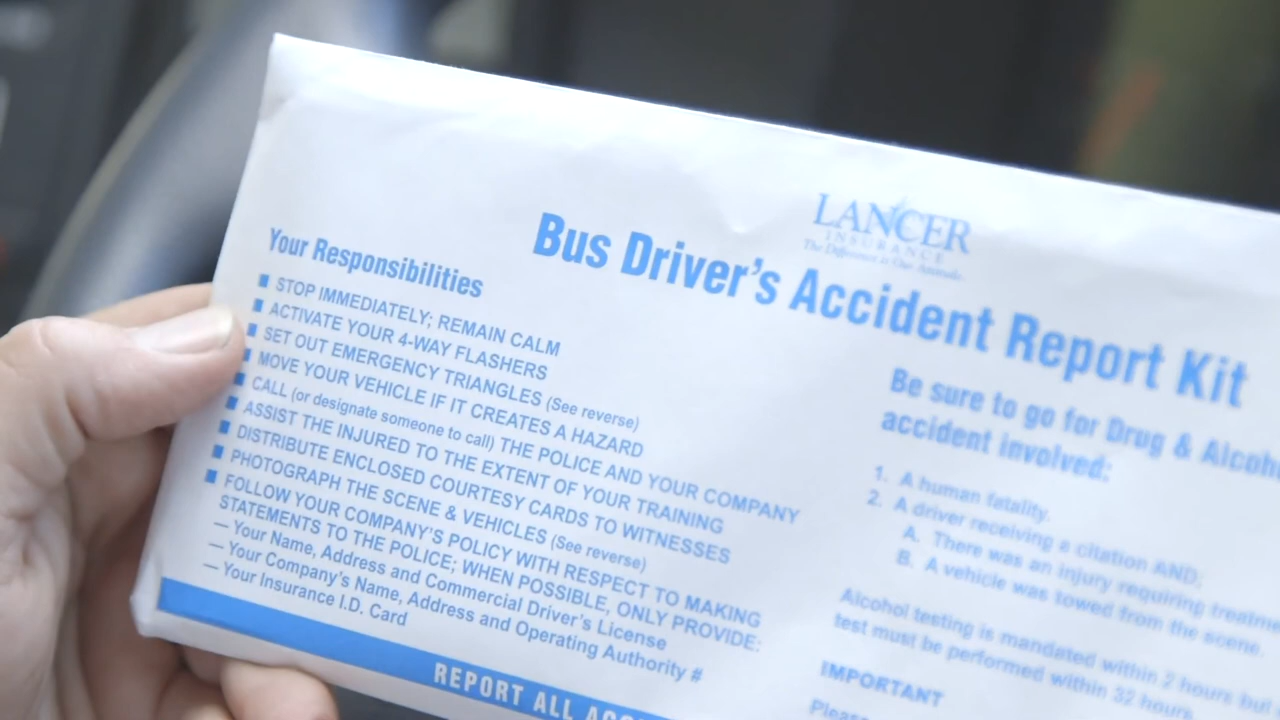 LANCER
INSURANCE
The Difference is Our Attitude.
Bus Driver's Accident Report Kit
Your Responsibilities
■ STOP IMMEDIATELY; REMAIN CALM
■ ACTIVATE YOUR 4-WAY FLASHERS
■ SET OUT EMERGENCY TRIANGLES (See reverse)
■ MOVE YOUR VEHICLE IF IT CREATES A HAZARD
■ CALL (or designate someone to call) THE POLICE AND YOUR COMPANY
■ ASSIST THE INJURED TO THE EXTENT OF YOUR TRAINING
■ DISTRIBUTE ENCLOSED COURTESY CARDS TO WITNESSES
■ PHOTOGRAPH THE SCENE & VEHICLES (See reverse)
■ FOLLOW YOUR COMPANY'S POLICY WITH RESPECT TO MAKING
STATEMENTS TO THE POLICE; WHEN POSSIBLE, ONLY PROVIDE:
— Your Name, Address and Commercial Driver's License
— Your Company's Name, Address and Operating Authority #
— Your Insurance I.D. Card
Be sure to go for Drug &
accident involved:
1. A human fatality.
2. A driver receiving a citation AND;
A. There was an injury requiring
B. A vehicle was towed from the scene.
Alcohol testing is mandated within 2 hours but
test must be performed within 32 hours
IMPORTANT
REPORT ALL